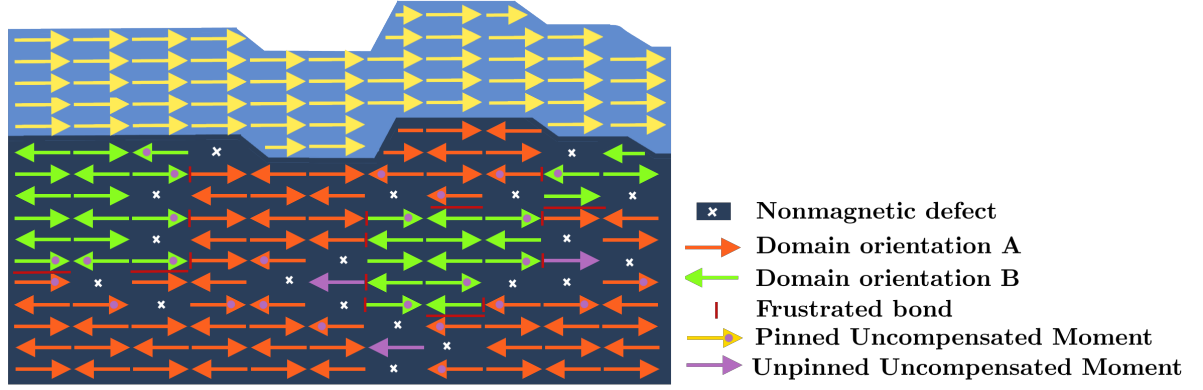 Nonmagnetic defect
Domain orientation A
Domain orientation B
Frustrated bond
Pinned Uncompensated Moment
Unpinned Uncompensated Moment